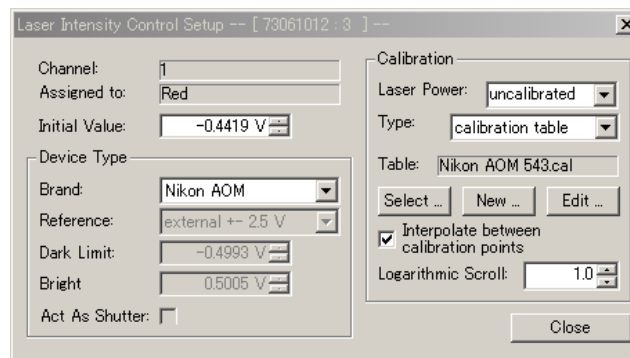 Laser Intensity Control Setup -- [ 73061012 : 3 ] --
Channel: 1
Assigned to: Red
Initial Value: -0.4419 V
Device Type
Brand: Nikon AOM
Reference: external +- 2.5 V
Dark Limit: -0.4993 V
Bright 0.5005 V
Act As Shutter:
Calibration
Laser Power: uncalibrated
Type: calibration table
Table: Nikon AOM 543.cal
Select ... New ... Edit ...
Interpolate between
calibration points
Logarithmic Scroll: 1.0
Close